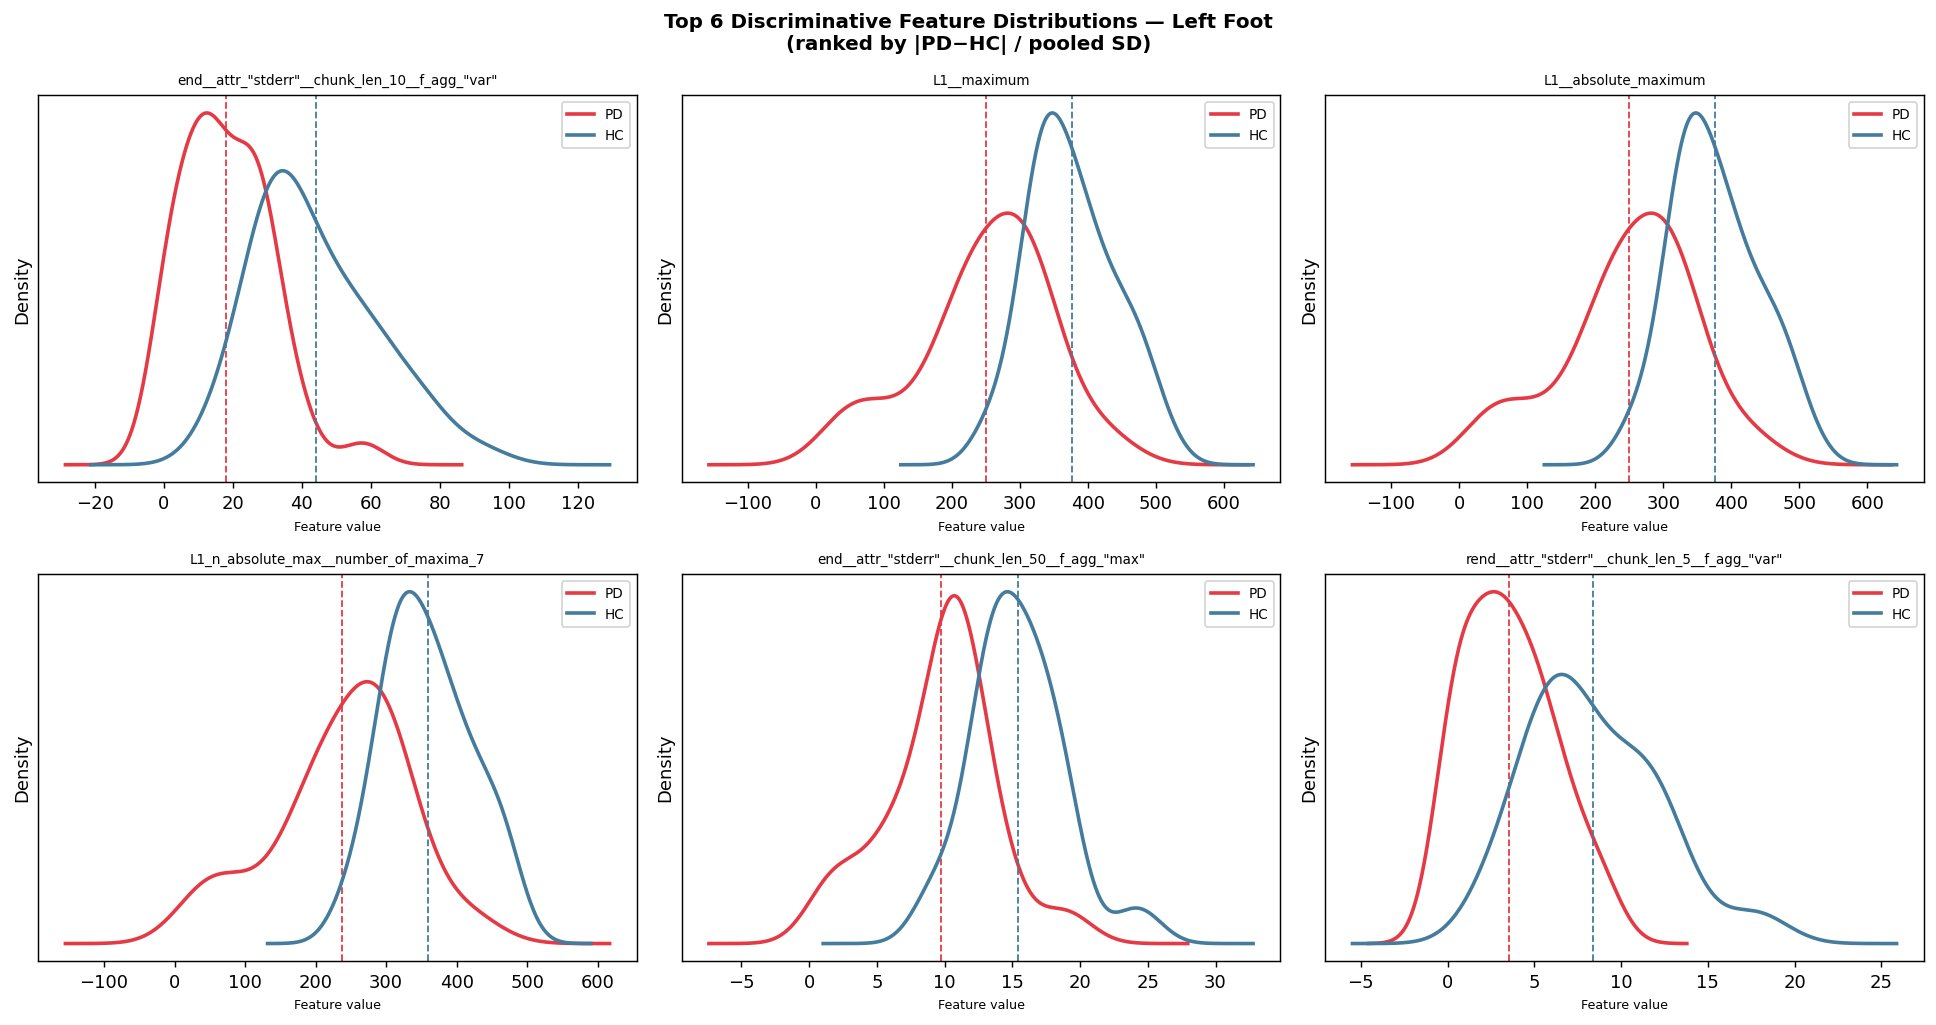 Top 6 Discriminative Feature Distributions — Left Foot
(ranked by |PD−HC| / pooled SD)
end__attr_"stderr"__chunk_len_10__f_agg_"var"
PD
HC
Density
−20 0 20 40 60 80 100 120
Feature value
L1__maximum
PD
HC
Density
−100 0 100 200 300 400 500 600
Feature value
L1__absolute_maximum
PD
HC
Density
−100 0 100 200 300 400 500 600
Feature value
L1_n_absolute_max__number_of_maxima_7
PD
HC
Density
−100 0 100 200 300 400 500 600
Feature value
end__attr_"stderr"__chunk_len_50__f_agg_"max"
PD
HC
Density
−5 0 5 10 15 20 25 30
Feature value
rend__attr_"stderr"__chunk_len_5__f_agg_"var"
PD
HC
Density
−5 0 5 10 15 20 25
Feature value